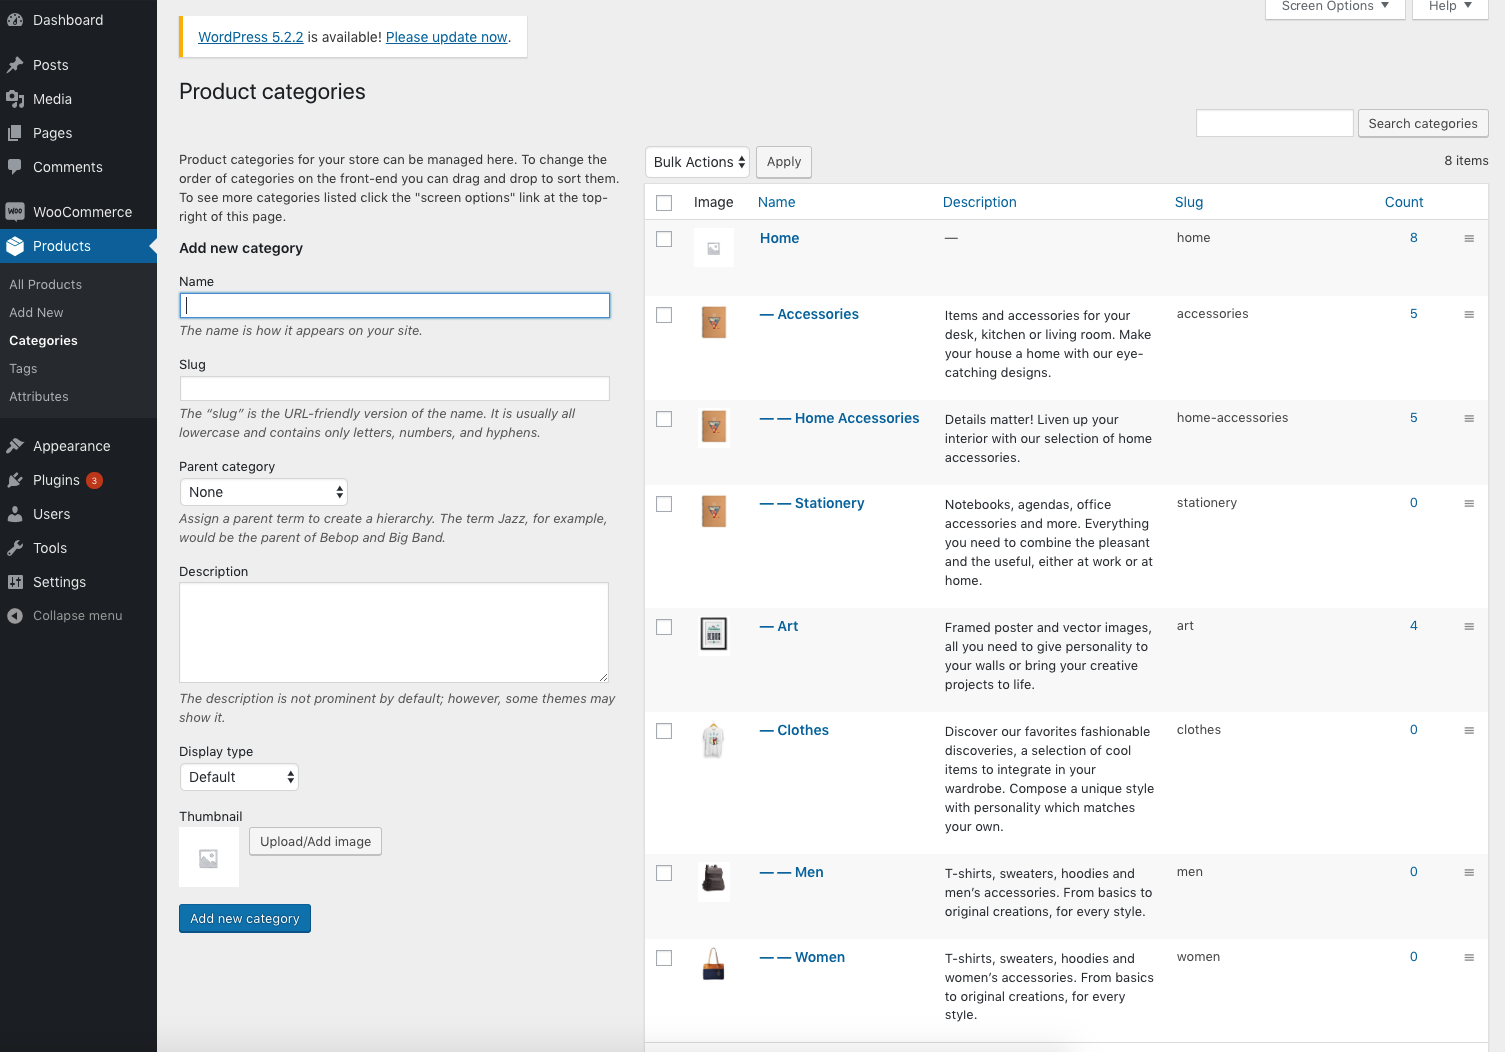 Dashboard
Posts
Media
Pages
Comments
WooCommerce
Products
All Products
Add New
Categories
Tags
Attributes
Appearance
Plugins 3
Users
Tools
Settings
Collapse menu
Screen Options
Help
WordPress 5.2.2 is available! Please update now.
Product categories
Search categories
Product categories for your store can be managed here. To change the
order of categories on the front-end you can drag and drop to sort them.
To see more categories listed click the "screen options" link at the top-
right of this page.
Add new category
Name
The name is how it appears on your site.
Slug
The “slug” is the URL-friendly version of the name. It is usually all
lowercase and contains only letters, numbers, and hyphens.
Parent category
None
Assign a parent term to create a hierarchy. The term Jazz, for example,
would be the parent of Bebop and Big Band.
Description
The description is not prominent by default; however, some themes may
show it.
Display type
Default
Thumbnail
Upload/Add image
Add new category
Bulk Actions
Apply
8 items
Image Name Description Slug Count
Home — home 8
— Accessories
Items and accessories for your
desk, kitchen or living room. Make
your house a home with our eye-
catching designs.
accessories 5
— — Home Accessories
Details matter! Liven up your
interior with our selection of home
accessories.
home-accessories 5
— — Stationery
Notebooks, agendas, office
accessories and more. Everything
you need to combine the pleasant
and the useful, either at work or at
home.
stationery 0
— Art
Framed poster and vector images,
all you need to give personality to
your walls or bring your creative
projects to life.
art 4
— Clothes
Discover our favorites fashionable
discoveries, a selection of cool
items to integrate in your
wardrobe. Compose a unique style
with personality which matches
your own.
clothes 0
— — Men
T-shirts, sweaters, hoodies and
men’s accessories. From basics to
original creations, for every style.
men 0
— — Women
T-shirts, sweaters, hoodies and
women’s accessories. From basics
to original creations, for every
style.
women 0